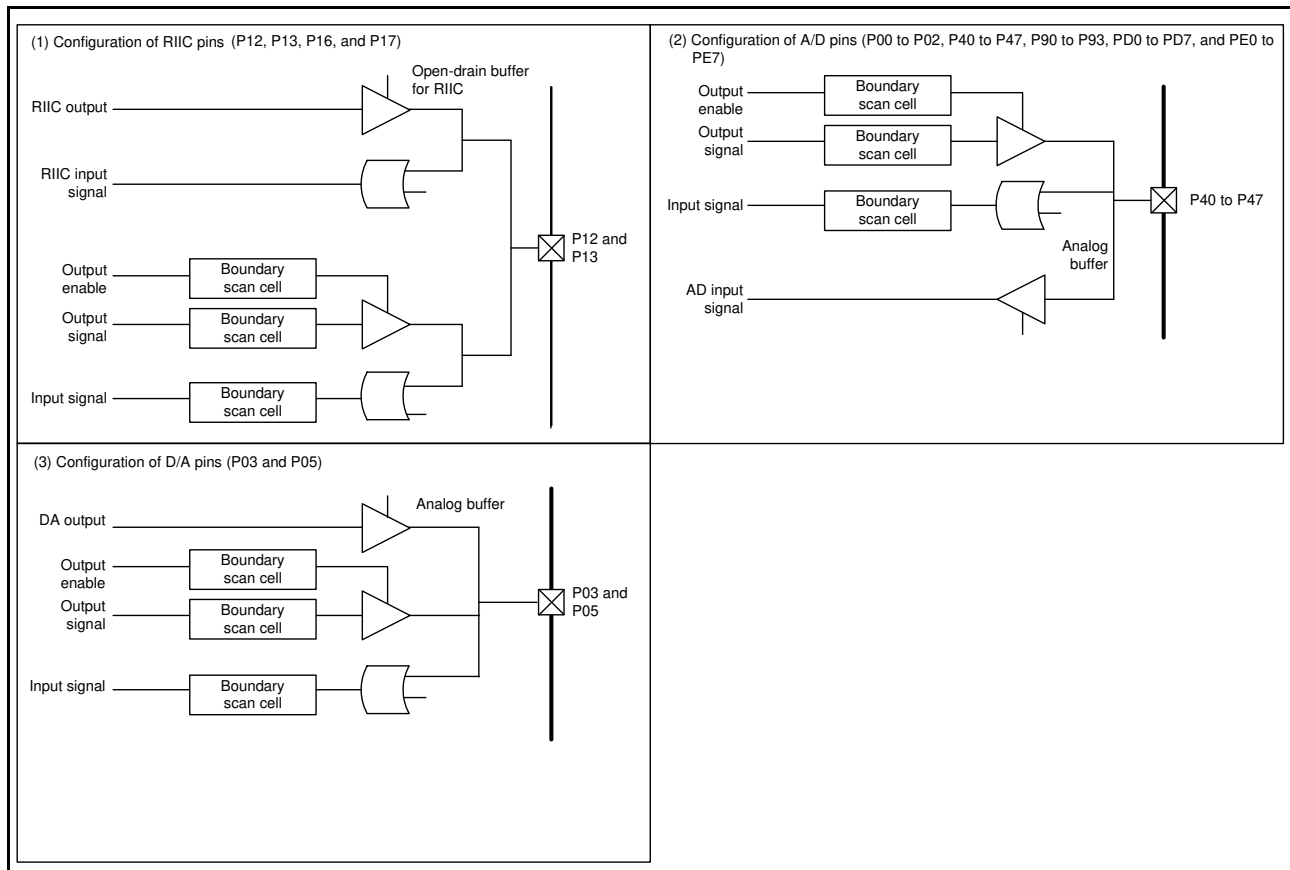 (1) Configuration of RIIC pins (P12, P13, P16, and P17)
Open-drain buffer
for RIIC
RIIC output
RIIC input
signal
P12 and
P13
Output
enable
Boundary
scan cell
Output
signal
Boundary
scan cell
Input signal
Boundary
scan cell
(2) Configuration of A/D pins (P00 to P02, P40 to P47, P90 to P93, PD0 to PD7, and PE0 to
PE7)
Output
enable
Boundary
scan cell
Output
signal
Boundary
scan cell
Input signal
Boundary
scan cell
P40 to P47
Analog
buffer
AD input
signal
(3) Configuration of D/A pins (P03 and P05)
Analog buffer
DA output
Output
enable
Boundary
scan cell
Output
signal
Boundary
scan cell
P03 and
P05
Input signal
Boundary
scan cell